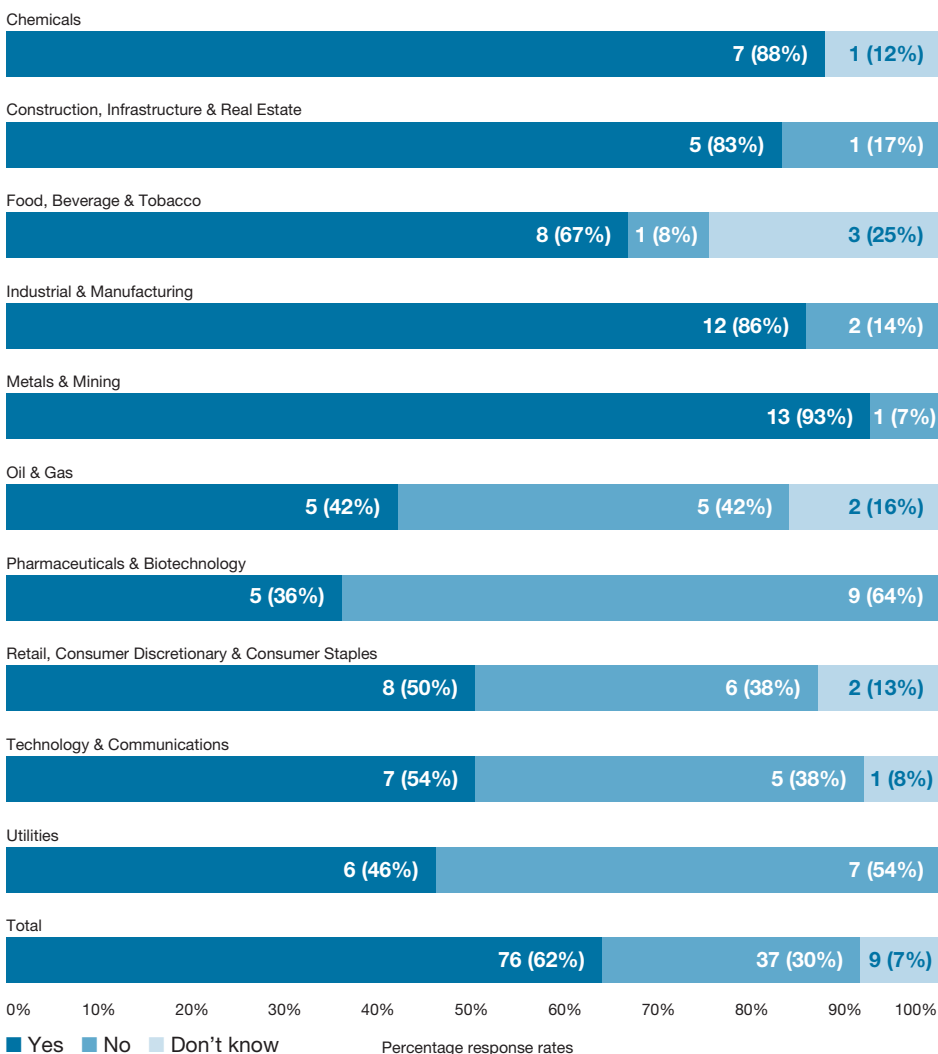 Chemicals
7 (88%) 1 (12%)
Construction, Infrastructure & Real Estate
5 (83%) 1 (17%)
Food, Beverage & Tobacco
8 (67%) 1 (8%) 3 (25%)
Industrial & Manufacturing
12 (86%) 2 (14%)
Metals & Mining
13 (93%) 1 (7%)
Oil & Gas
5 (42%) 5 (42%) 2 (16%)
Pharmaceuticals & Biotechnology
5 (36%) 9 (64%)
Retail, Consumer Discretionary & Consumer Staples
8 (50%) 6 (38%) 2 (13%)
Technology & Communications
7 (54%) 5 (38%) 1 (8%)
Utilities
6 (46%) 7 (54%)
Total
76 (62%) 37 (30%) 9 (7%)
0% 10% 20% 30% 40% 50% 60% 70% 80% 90% 100%
Yes No Don't know Percentage response rates